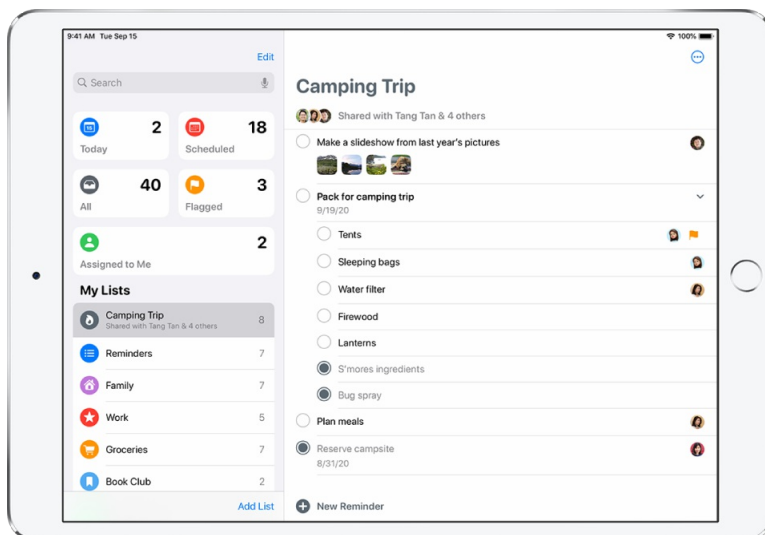 9:41 AM Tue Sep 15
100%
Edit
Search
2
Today
18
Scheduled
40
All
3
Flagged
2
Assigned to Me
My Lists
Camping Trip
Shared with Tang Tan & 4 others
8
Reminders
7
Family
7
Work
5
Groceries
7
Book Club
2
Add List
Camping Trip
Shared with Tang Tan & 4 others
Make a slideshow from last year's pictures
Pack for camping trip
9/19/20
Tents
Sleeping bags
Water filter
Firewood
Lanterns
S'mores ingredients
Bug spray
Plan meals
Reserve campsite
8/31/20
New Reminder